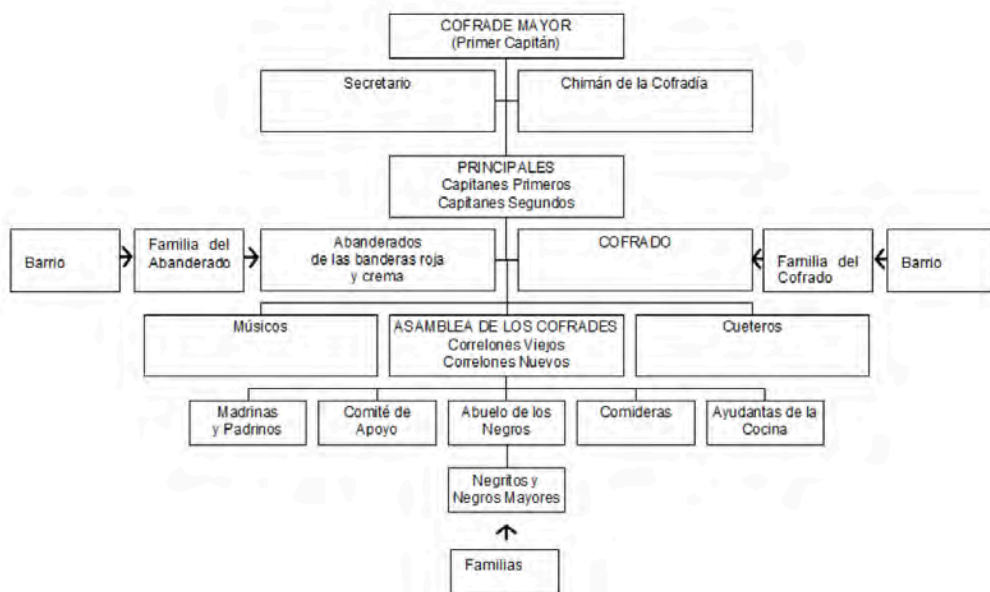 COFRADE MAYOR
(Primer Capitán)
Secretario
Chimán de la Cofradía
PRINCIPALES
Capitanes Primeros
Capitanes Segundos
Barrio
Familia del
Abanderado
Abanderados
de las banderas roja
y crema
COFRADO
Familia del
Cofrado
Barrio
Músicos
ASAMBLEA DE LOS COFRADES
Correlones Viejos
Correlones Nuevos
Cueteros
Madrinas
y Padrinos
Comité de
Apoyo
Abuelo de los
Negros
Comideras
Ayudantas de la
Cocina
Negritos y
Negros Mayores
Familias